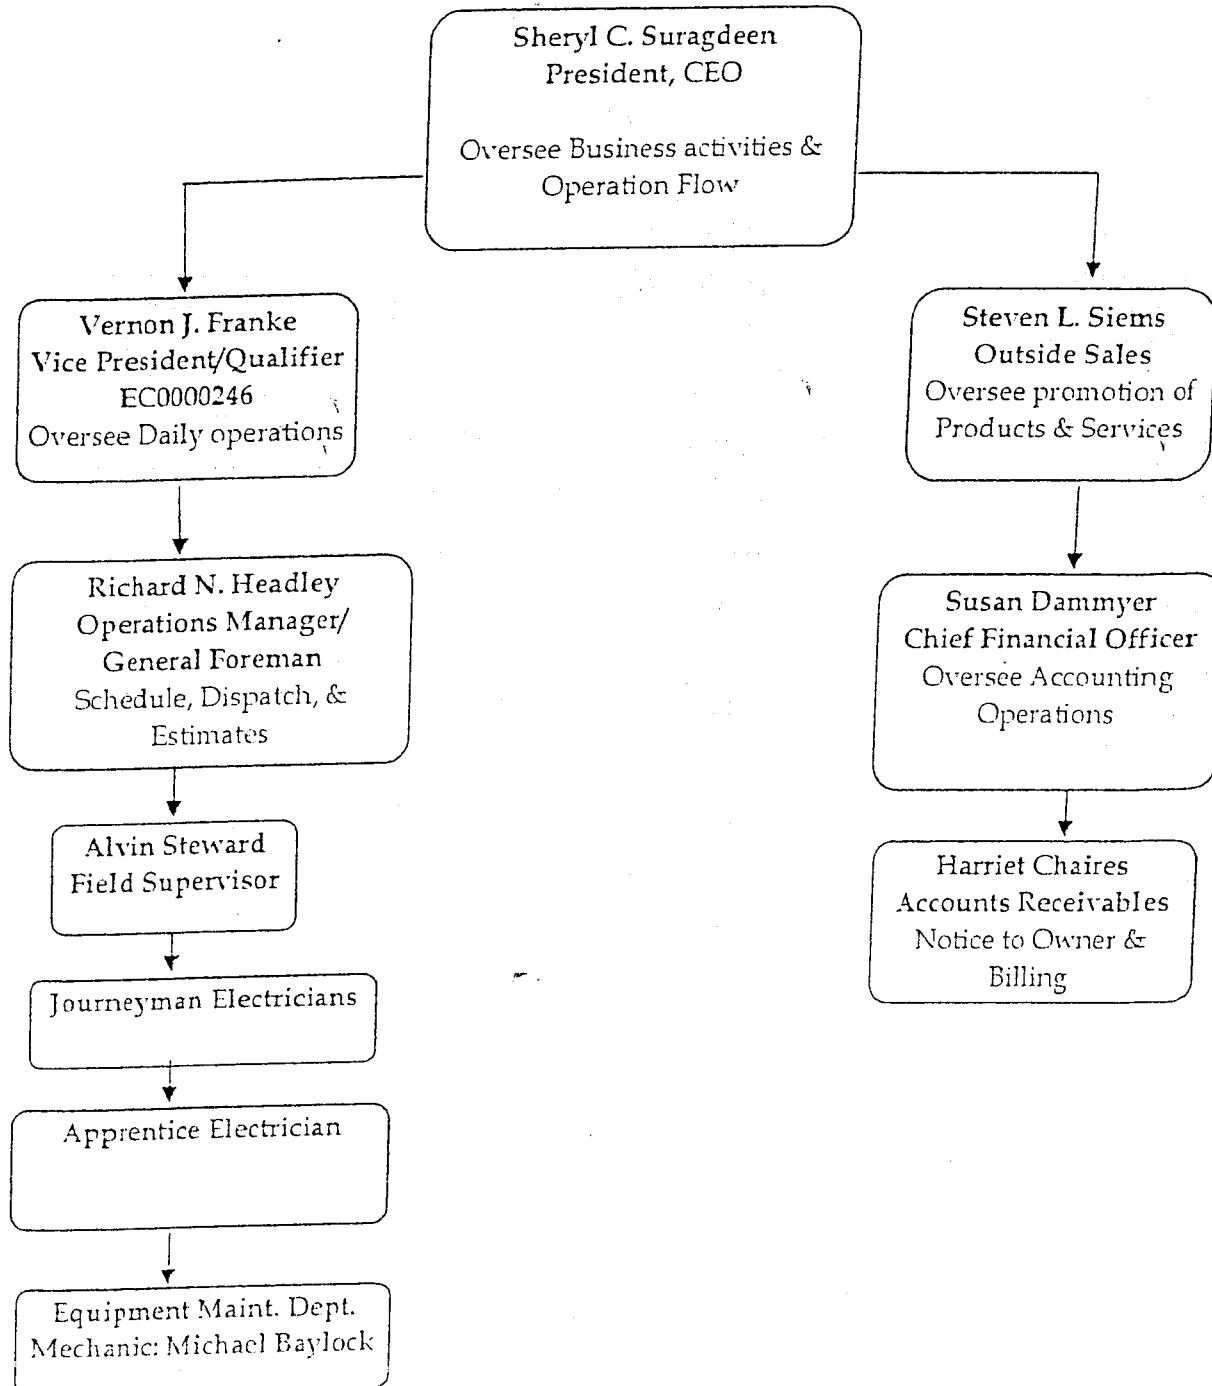 Sheryl C. Suragdeen
President, CEO
Oversee Business activities &
Operation Flow
Vernon J. Franke
Vice President/Qualifier
EC0000246
Oversee Daily operations
Steven L. Siems
Outside Sales
Oversee promotion of
Products & Services
Richard N. Headley
Operations Manager/
General Foreman
Schedule, Dispatch, &
Estimates
Susan Dammyer
Chief Financial Officer
Oversee Accounting
Operations
Alvin Steward
Field Supervisor
Harriet Chaires
Accounts Receivables
Notice to Owner &
Billing
Journeyman Electricians
Apprentice Electrician
Equipment Maint. Dept.
Mechanic: Michael Baylock